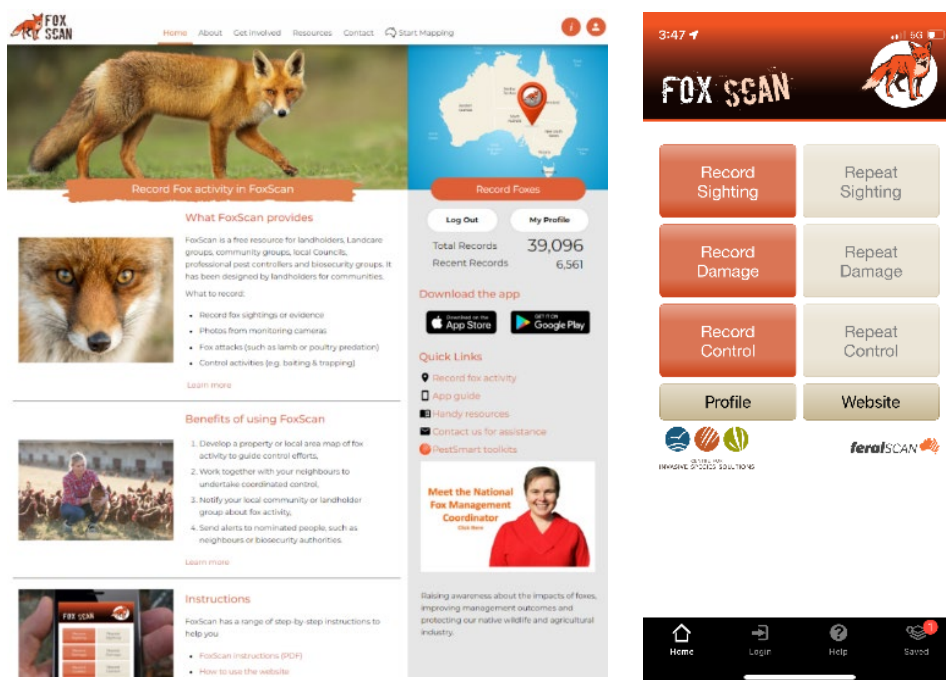 FOX
SCAN
Home About Get Involved Resources Contact Start Mapping
i
Record Fox activity in FoxScan
Record Foxes
What FoxScan provides
FoxScan is a free resource for landholders, Landcare
groups, community groups, local Councils,
professional pest controllers and biosecurity groups. It
has been designed by landholders for communities.
What to record:
• Record fox sightings or evidence
• Photos from monitoring cameras
• Fox attacks (such as lamb or poultry predation)
• Control activities (e.g. baiting & trapping)
Learn more
Benefits of using FoxScan
1. Develop a property or local area map of fox
activity to guide control efforts,
2. Work together with your neighbours to
undertake coordinated control,
3. Notify your local community or landholder
group about fox activity,
4. Send alerts to nominated people, such as
neighbours or biosecurity authorities.
Learn more
FOX SCAN
Instructions
FoxScan has a range of step-by-step instructions to
help you
• FoxScan instructions (PDF)
• How to use the website
Log Out My Profile
Total Records 39,096
Recent Records 6,561
Download the app
Download on the
App Store
GET IT ON
Google Play
Quick Links
Record fox activity
App guide
Handy resources
Contact us for assistance
PestSmart toolkits
Meet the National
Fox Management
Coordinator
Click Here
Raising awareness about the impacts of foxes,
improving management outcomes and
protecting our native wildlife and agricultural
industry.
3:47 5G
FOX SCAN
Record
Sighting
Repeat
Sighting
Record
Damage
Repeat
Damage
Record
Control
Repeat
Control
Profile Website
CENTRE FOR
INVASIVE SPECIES SOLUTIONS
feralSCAN
Home Login Help Saved